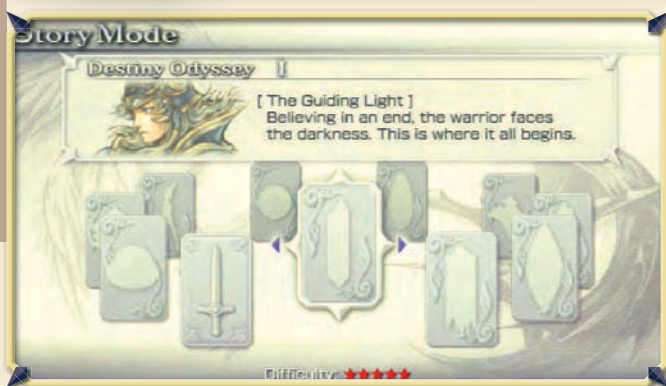 Story Mode
Destiny Odyssey I
[ The Guiding Light ]
Believing in an end, the warrior faces
the darkness. This is where it all begins.
Difficulty: ★★★★★